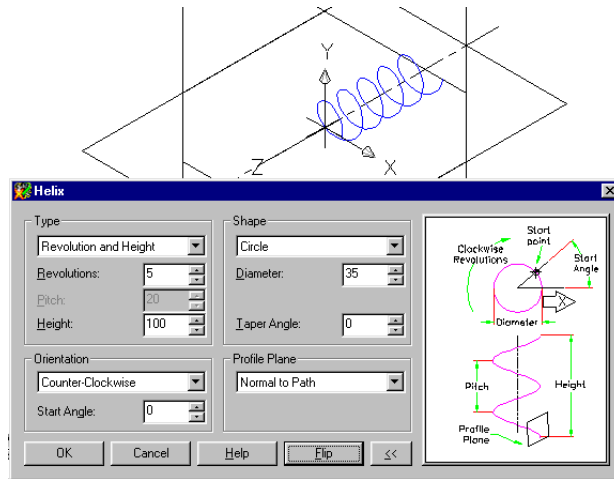 Y
Z
X
Helix
Type
Revolution and Height
Revolutions: 5
Pitch: 20
Height: 100
Shape
Circle
Diameter: 35
Taper Angle: 0
Orientation
Counter-Clockwise
Start Angle: 0
Profile Plane
Normal to Path
OK
Cancel
Help
Flip
<<
Start
point
Clockwise
Revolutions
Start
Angle
X
Diameter
Pitch
Height
Profile
Plane